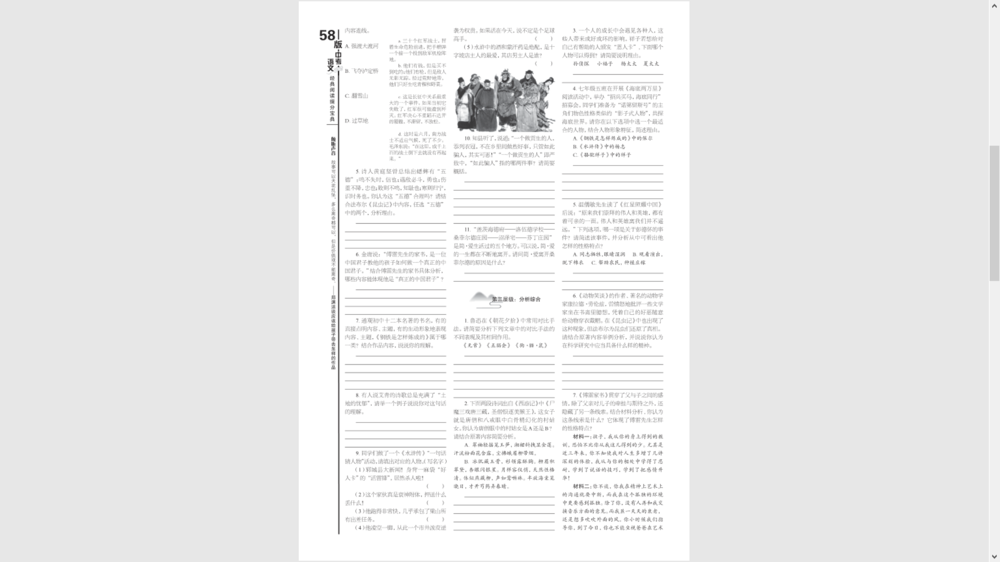 58
版·中考·
语文
经典阅读提分宝典
倾听声音 故事可以天花乱坠，多么离奇都可以，但是价值观不能离奇。——郑渊洁谈应该给孩子带去怎样的作品
内容连线。
A. 强渡大渡河
a. 三十个红军战士，冒
着生命危险前进，把手榴弹
一个接一个投到敌军机枪阵
地。
B. 飞夺泸定桥
b. 他们有钱，但是买不
到吃的;他们有枪，但是敌人
无影无踪。经过荒野地带，
他们只好生吃青稞和野菜。
C. 翻雪山
c. 这是长征中关系最重
大的一个事件。如果当初它
失败了，红军很可能遭到歼
灭。红军决心不重蹈石达开
的覆辙，不滞留，不放松。
D. 过草地
d. 这时是六月，南方战
士不适应气候，死了不少。
毛泽东说：“在这里，成千上
百的战士倒下去就没有再起
来。”
5. 诗人黄庭坚曾总结出蟋蟀有“五
德”:鸣不失时，信也;遇敌必斗，勇也;伤
重不降，忠也;败则不鸣，知耻也;寒则归宁，
识时务也。你认为这“五德”合理吗？请结
合法布尔《昆虫记》中内容，任选“五德”
中的两个，分析理由。
6. 金庸说：“傅雷先生的家书，是一位
中国君子教他的孩子如何做一个真正的中
国君子。”结合傅雷先生的家书具体分析，
哪些内容能体现他是“真正的中国君子”？
7. 通观初中十二本名著的书名，有的
直接点明内容、主题，有的生动形象地表现
内容、主题，《钢铁是怎样炼成的》属于哪
一类？结合作品内容，说说你的理解。
8. 有人说艾青的诗歌总是充满了“土
地的忧郁”，请举一个例子说说你对这句话
的理解。
9. 同学们做了一个《水浒传》“一句话
猜人物”活动，请填出对应的人物。(写名字)
(1)郓城县大新闻！身背一麻袋“好
人卡”的“活雷锋”，居然杀人啦！
( )
(2)这个家伙真是衰神附体，押送什么
丢什么！ ( )
(3)他跑得非常快，几乎承包了梁山所
有出差任务。 ( )
(4)他凌空一脚，从此一个市井泼皮逆
袭为权贵。如果活在今天，说不定是个足球
高手。 ( )
(5)水浒中的酒和蒙汗药是绝配，是十
字坡店主人的最爱，其店男主人是谁？
( )
10. 知县听了，说道：“一个做贡生的人，
忝列衣冠，不在乡里间做些好事，只管如此
骗人，其实可恶！”“一个做贡生的人”即严
致中，“如此骗人”指的哪两件事？请简要
概括。
11. “盖茨海德府——洛伍德学校——
桑菲尔德庄园——沼泽宅——芬丁庄园”
是简·爱生活过的五个地方。可以说，简·爱
的一生都在不断地离开。请问简·爱离开桑
菲尔德的原因是什么？
第三层级：分析综合
1. 鲁迅在《朝花夕拾》中常用对比手
法。请简要分析下列文章中的对比手法的
不同表现及其相同作用。
《无常》《五猖会》《狗·猫·鼠》
2. 下面两段诗词出自《西游记》中《尸
魔三戏唐三藏，圣僧恨逐美猴王》，这女子
就是唐僧和八戒眼中白骨精幻化的村姑
女。你认为唐僧眼中的村姑女是A还是B？
请结合原著内容简要分析。
A. 翠袖轻摇笼玉笋，湘裙斜拽显金莲。
汗流粉面花含露，尘拂娥眉柳带烟。
B. 冰肌藏玉骨，衫领露酥胸。柳眉积
翠黛，杏眼闪银星。月样容仪俏，天然性格
清。体似燕藏柳，声如莺啭林。半放海棠笼
晓日，才开芍药弄春晴。
3. 一个人的成长中会遇见各种人，这
些人带来或好或坏的影响。祥子若想给对
自己有帮助的人颁发“恩人卡”，下面哪个
人物可以得到？请简要说明理由。
孙侦探 小福子 杨太太 夏太太
4. 七年级五班在开展《海底两万里》
阅读活动中，举办“招兵买马，海底同行”
招募会。同学们准备为“诺第留斯号”的主
角们物色性格类似的“影子式人物”，共探
海底世界。请你在以下选项中选一个最适
合的人物，结合人物形象特征，简述理由。
A.《钢铁是怎样炼成的》中的保尔
B.《水浒传》中的杨志
C.《骆驼祥子》中的祥子
5. 温儒敏先生读了《红星照耀中国》
后说：“原来我们崇拜的伟人和英雄，都有
着可亲的一面。伟人和英雄离我们并不遥
远。”下列选项，哪一项是关于彭德怀的事
件？请简述该事件，并分析从中可看出他
怎样的性格特点？
A. 同志牺牲，眼睛湿润 B. 观看演出，
脱下棉衣 C. 帮助农民，种植庄稼
6.《动物笑谈》的作者、著名的动物学
家康拉德·劳伦兹，曾愤怒地批评一些文学
家坐在书斋里臆想，凭着自己的好恶随意
给动物穿衣戴帽。在《昆虫记》中也出现了
这种现象，但法布尔为昆虫们还原了真相。
请结合原著内容举例分析，并说说你认为
在科学研究中应当具备什么样的精神。
7.《傅雷家书》贯穿了父与子之间的感
情，除了父亲对儿子的牵挂与期待之外，还
隐藏了另一条线索。结合材料分析，你认为
这条线索是什么？它体现了傅雷先生怎样
的性格特点？
材料一：孩子，我从你的身上得到的教
训，恐怕不比你从我这儿得到的少。尤其是
近三年来，你不知使我对人生多增了几许
深刻的体验，我从与你的相处中学得了忍
耐，学到了说话的技巧，学到了把感情升
华！
材料二：你不谈，你我在精神上艺术上
的沟通就要中断，而我在这个孤独的环境
中更要感到孤独。除了你，没有人再和我交
换音乐方面的意见。而我虽一天天的衰老，
还是想多吹吹外面的风。你小时候我们指
导你，到了今日，你也不能坐视爸爸在艺术